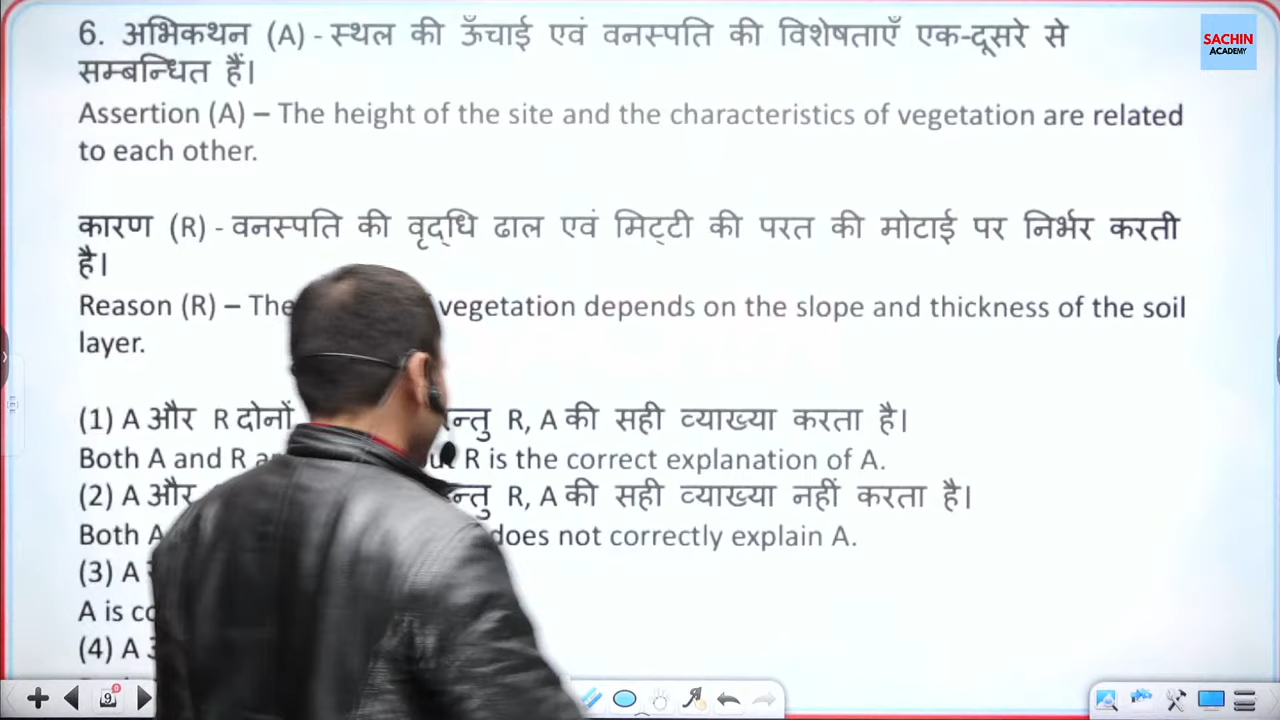 6. अभिकथन (A) - स्थल की ऊँचाई एवं वनस्पति की विशेषताएँ एक-दूसरे से
सम्बन्धित हैं।
SACHIN
ACADEMY
Assertion (A) – The height of the site and the characteristics of vegetation are related
to each other.
कारण (R) - वनस्पति की वृद्धि ढाल एवं मिट्टी की परत की मोटाई पर निर्भर करती
है।
Reason (R) – The vegetation depends on the slope and thickness of the soil
layer.
(1) A और R दोनों R, A की सही व्याख्या करता है।
Both A and R R is the correct explanation of A.
(2) A और R, A की सही व्याख्या नहीं करता है।
Both does not correctly explain A.
(3) A
A is
(4) A
9